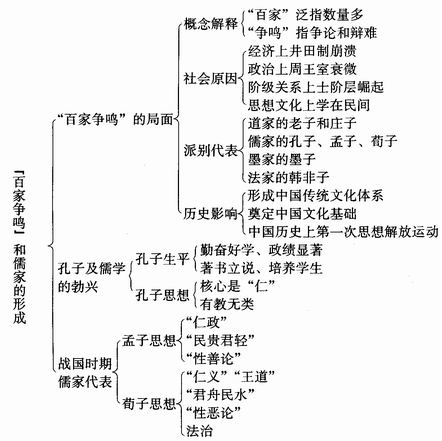 「百家争鸣」和儒家的形成
“百家争鸣”的局面
概念解释
“百家”泛指数量多
“争鸣”指争论和辩难
社会原因
经济上井田制崩溃
政治上周王室衰微
阶级关系上士阶层崛起
思想文化上学在民间
派别代表
道家的老子和庄子
儒家的孔子、孟子、荀子
墨家的墨子
法家的韩非子
历史影响
形成中国传统文化体系
奠定中国文化基础
中国历史上第一次思想解放运动
孔子及儒学
的勃兴
孔子生平
勤奋好学、政绩显著
著书立说、培养学生
孔子思想
核心是“仁”
有教无类
战国时期
儒家代表
孟子思想
“仁政”
“民贵君轻”
“性善论”
荀子思想
“仁义”“王道”
“君舟民水”
“性恶论”
法治